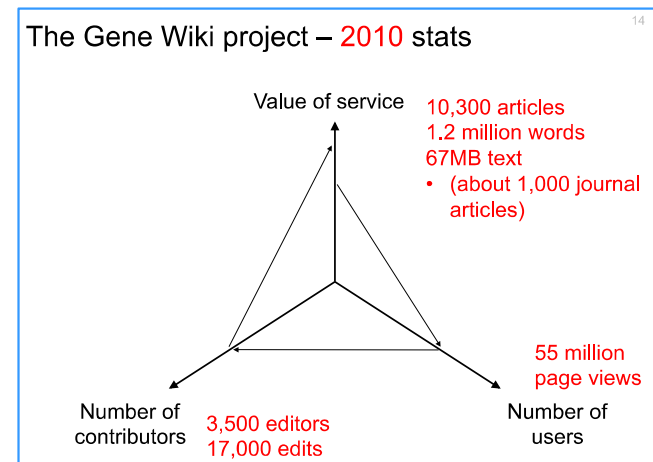 14
The Gene Wiki project – 2010 stats
Value of service
10,300 articles
1.2 million words
67MB text
• (about 1,000 journal
articles)
55 million
page views
Number of
contributors
3,500 editors
17,000 edits
Number of
users